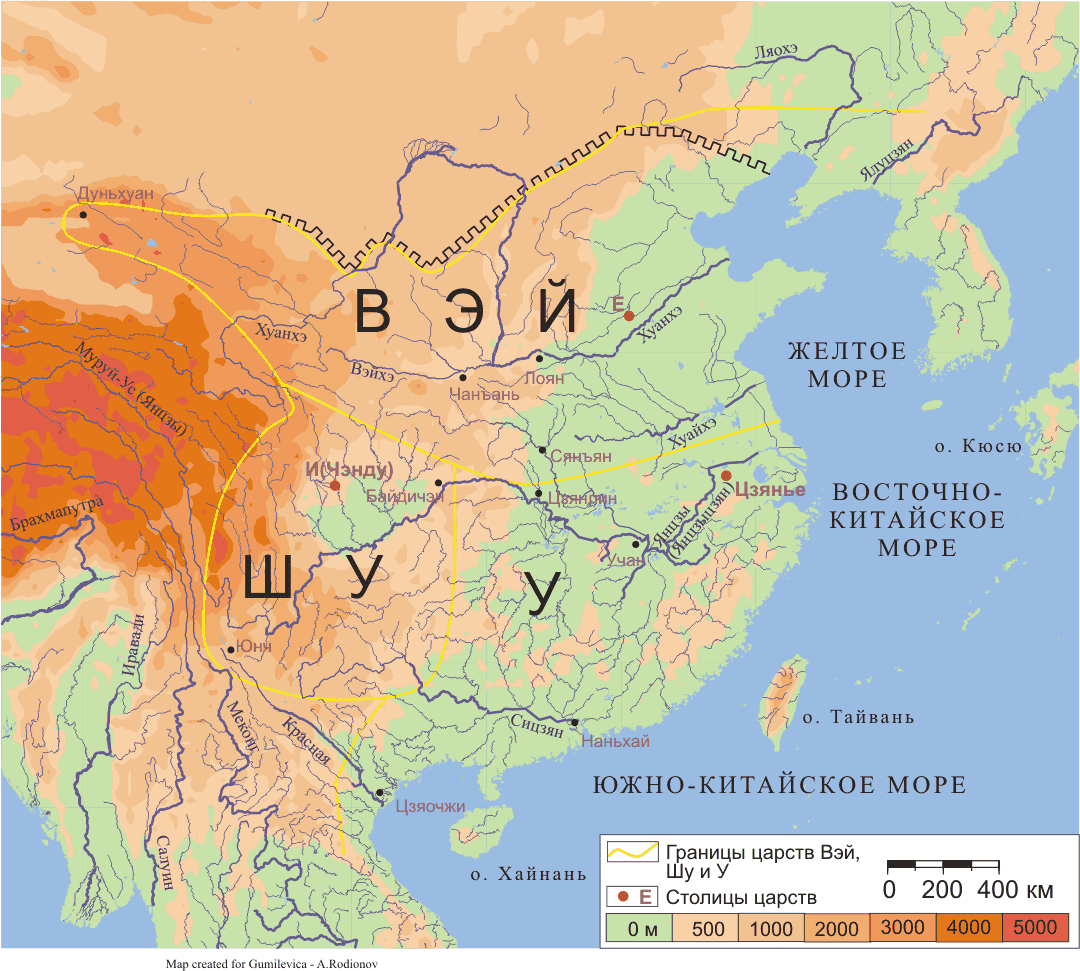 Ляохэ
Ялуцзян
Дуньхуан
В Э Й
Е
Хуанхэ
Хуанхэ
Муруй-Ус (Янцзы)
Вэйхэ
Лоян
Чанъань
ЖЕЛТОЕ
МОРЕ
Хуайхэ
о. Кюсю
Сянъян
И(Чэнду)
Байдичэн
Цзянлин
Цзянье
ВОСТОЧНО-
КИТАЙСКОЕ
МОРЕ
Брахмапутра
Янцзы
(Янцзыцзян)
Учан
Ш У
У
Юнч
Иравади
Меконг
Красная
Сицзян
Наньхай
о. Тайвань
ЮЖНО-КИТАЙСКОЕ МОРЕ
Цзяочжи
Салуин
о. Хайнань
Границы царств Вэй,
Шу и У
Е Столицы царств
0 200 400 км
0 м 500 1000 2000 3000 4000 5000
Map created for Gumilevica - A.Rodionov